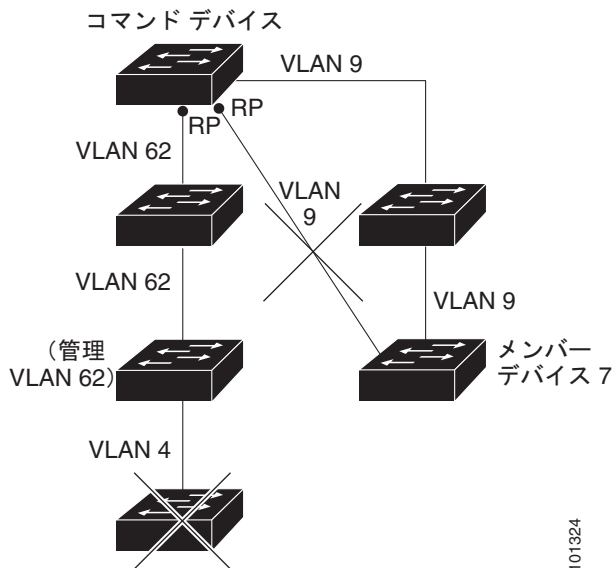 コマンド デバイス
VLAN 9
RP
RP
VLAN 62
VLAN
9
VLAN 62
VLAN 9
（管理
VLAN 62）
メンバー
デバイス 7
VLAN 4
101324